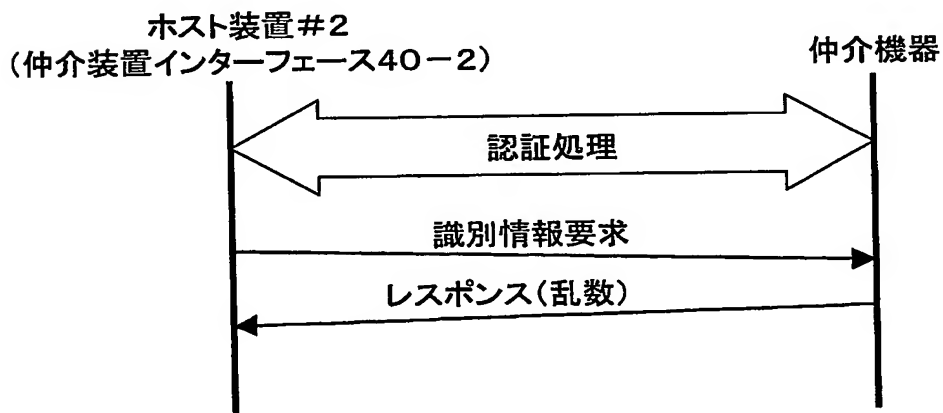 ホスト装置#2
(仲介装置インターフェース40-2)
仲介機器
認証処理
識別情報要求
レスポンス(乱数)